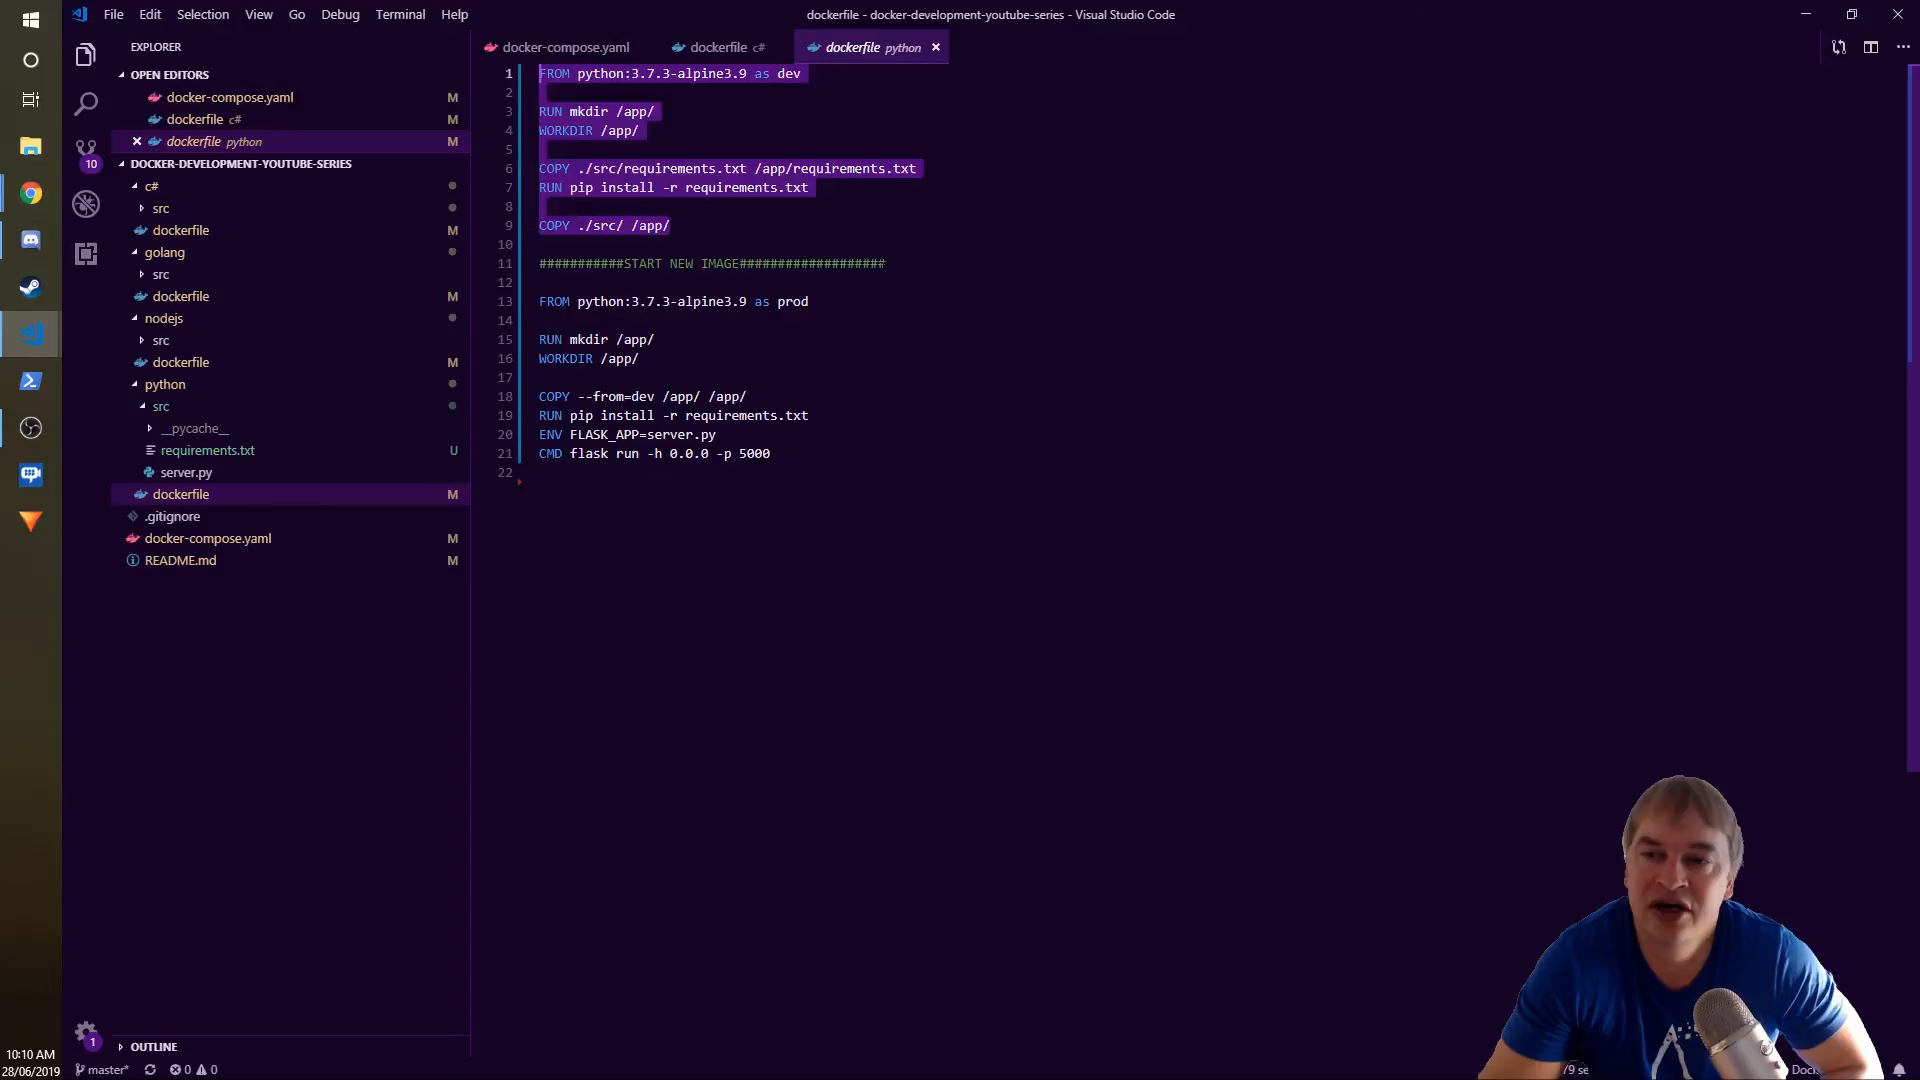 File Edit Selection View Go Debug Terminal Help
dockerfile - docker-development-youtube-series - Visual Studio Code
EXPLORER
OPEN EDITORS
docker-compose.yaml M
dockerfile c# M
dockerfile python M
DOCKER-DEVELOPMENT-YOUTUBE-SERIES
c#
src
dockerfile M
golang
src
dockerfile M
nodejs
src
dockerfile M
python
src
__pycache__
requirements.txt U
server.py
dockerfile M
.gitignore
docker-compose.yaml M
README.md M
OUTLINE
10
1
docker-compose.yaml
dockerfile c#
dockerfile python
1 FROM python:3.7.3-alpine3.9 as dev
2
3 RUN mkdir /app/
4 WORKDIR /app/
5
6 COPY ./src/requirements.txt /app/requirements.txt
7 RUN pip install -r requirements.txt
8
9 COPY ./src/ /app/
10
11 ###########START NEW IMAGE###################
12
13 FROM python:3.7.3-alpine3.9 as prod
14
15 RUN mkdir /app/
16 WORKDIR /app/
17
18 COPY --from=dev /app/ /app/
19 RUN pip install -r requirements.txt
20 ENV FLASK_APP=server.py
21 CMD flask run -h 0.0.0 -p 5000
22
10:10 AM
28/06/2019
master* 0 0